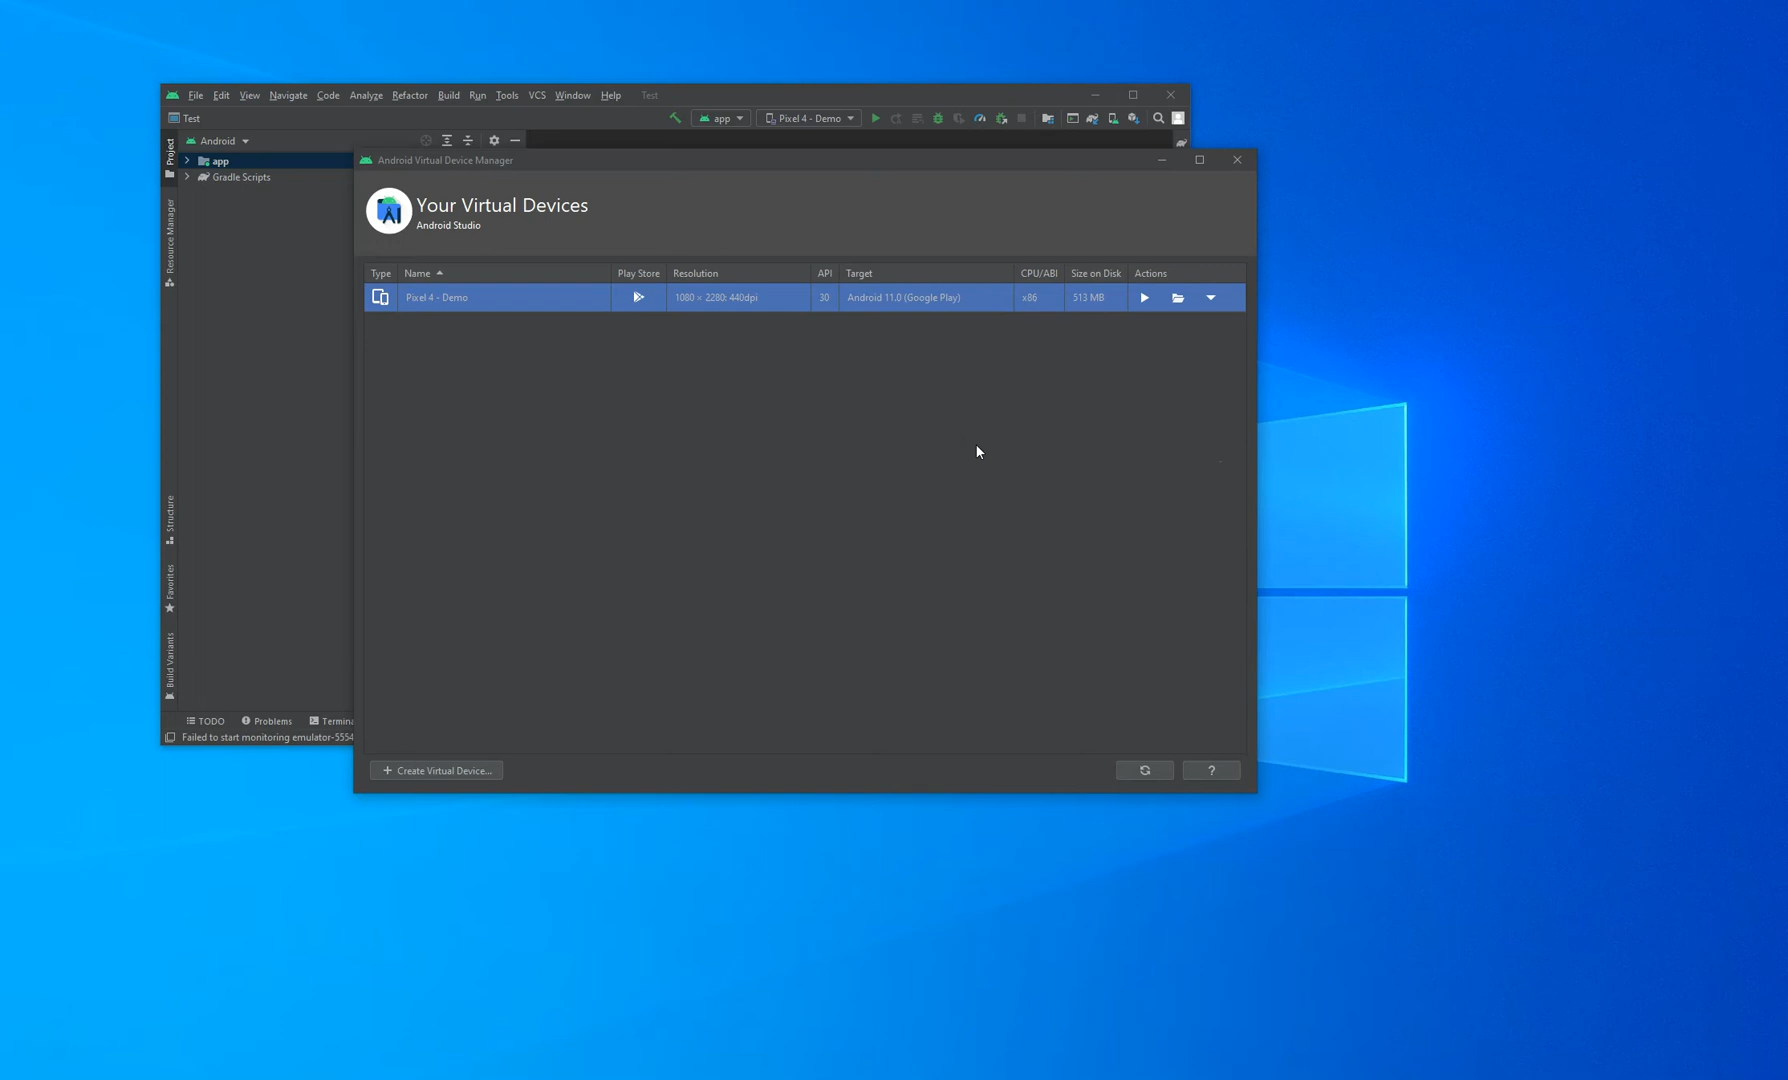 File Edit View Navigate Code Analyze Refactor Build Run Tools VCS Window Help Test
Test app Pixel 4 - Demo
Android
Project
app
Gradle Scripts
Resource Manager
Structure
Favorites
Build Variants
Android Virtual Device Manager
Your Virtual Devices
Android Studio
Type Name Play Store Resolution API Target CPU/ABI Size on Disk Actions
Pixel 4 - Demo 1080 × 2280: 440dpi 30 Android 11.0 (Google Play) x86 513 MB
TODO Problems Termina
Failed to start monitoring emulator-5554
+ Create Virtual Device... ?